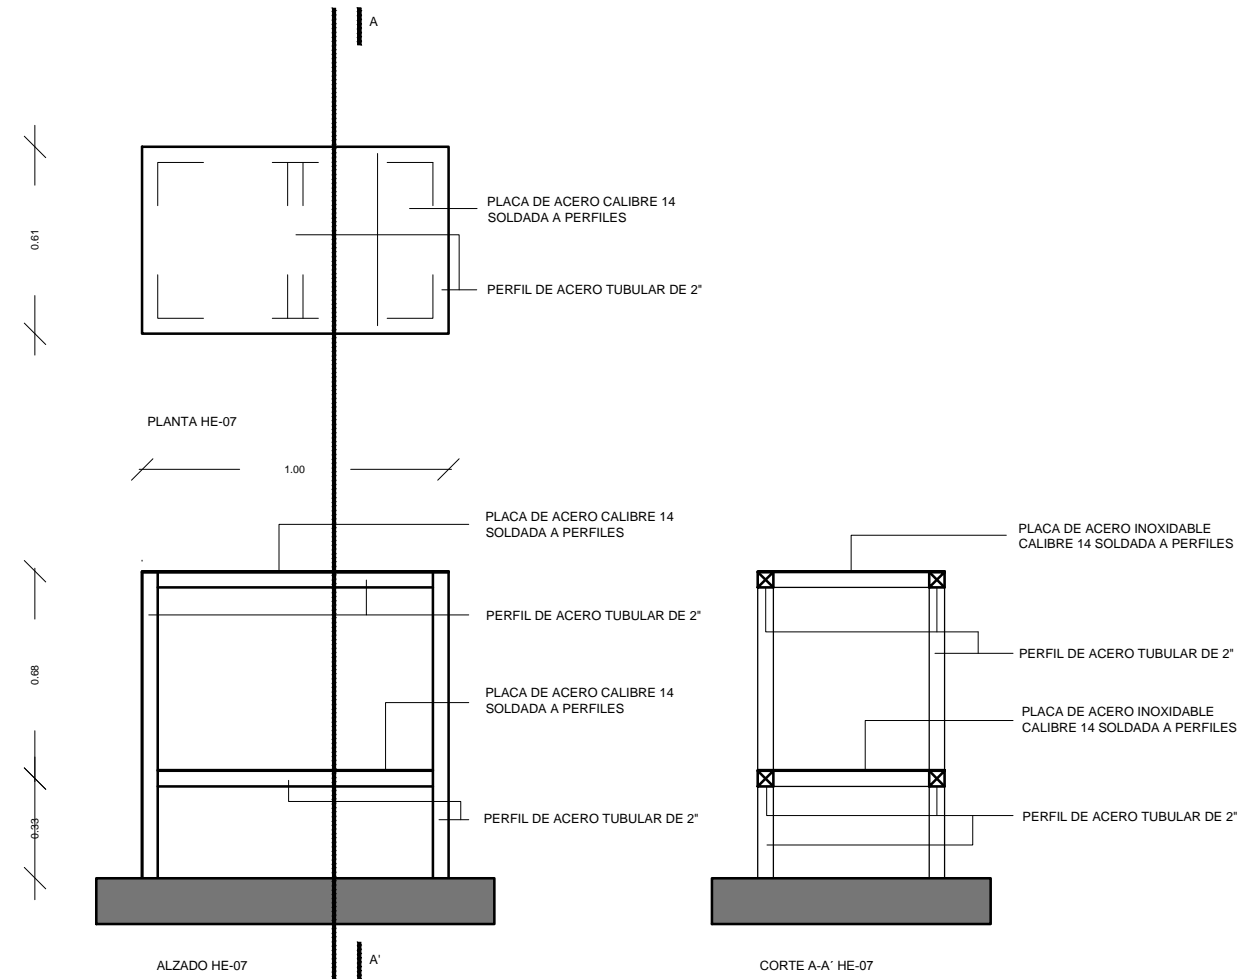 A
PLACA DE ACERO CALIBRE 14
SOLDADA A PERFILES
0.61
PERFIL DE ACERO TUBULAR DE 2"
PLANTA HE-07
1.00
PLACA DE ACERO CALIBRE 14
SOLDADA A PERFILES
PERFIL DE ACERO TUBULAR DE 2"
0.68
PLACA DE ACERO CALIBRE 14
SOLDADA A PERFILES
PERFIL DE ACERO TUBULAR DE 2"
0.33
A'
ALZADO HE-07
PLACA DE ACERO INOXIDABLE
CALIBRE 14 SOLDADA A PERFILES
PERFIL DE ACERO TUBULAR DE 2"
PLACA DE ACERO INOXIDABLE
CALIBRE 14 SOLDADA A PERFILES
PERFIL DE ACERO TUBULAR DE 2"
CORTE A-A´ HE-07